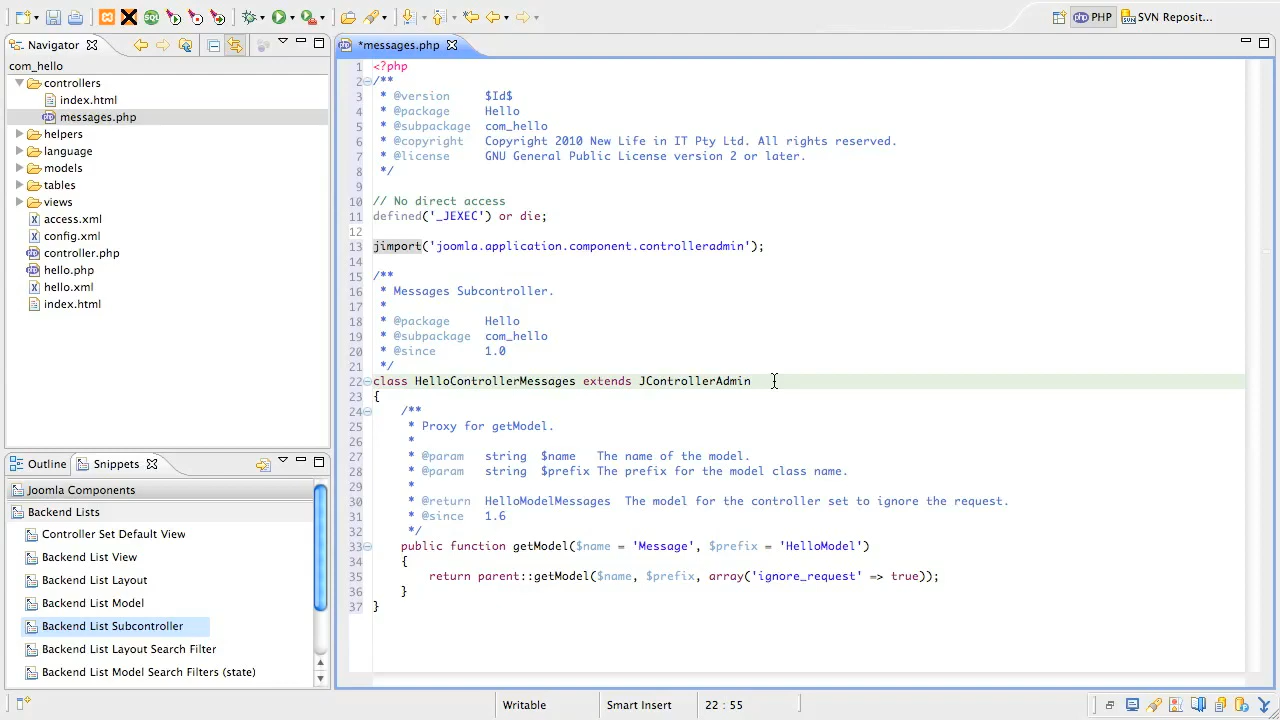 PHP
SVN Reposit...
Navigator
com_hello
controllers
index.html
messages.php
helpers
language
models
tables
views
access.xml
config.xml
controller.php
hello.php
hello.xml
index.html
Outline
Snippets
Joomla Components
Backend Lists
Controller Set Default View
Backend List View
Backend List Layout
Backend List Model
Backend List Subcontroller
Backend List Layout Search Filter
Backend List Model Search Filters (state)
*messages.php
1 <?php
2 /**
3  * @version     $Id$
4  * @package     Hello
5  * @subpackage  com_hello
6  * @copyright   Copyright 2010 New Life in IT Pty Ltd. All rights reserved.
7  * @license     GNU General Public License version 2 or later.
8  */
9
10 // No direct access
11 defined('_JEXEC') or die;
12
13 jimport('joomla.application.component.controlleradmin');
14
15 /**
16  * Messages Subcontroller.
17  *
18  * @package     Hello
19  * @subpackage  com_hello
20  * @since       1.0
21  */
22 class HelloControllerMessages extends JControllerAdmin
23 {
24     /**
25      * Proxy for getModel.
26      *
27      * @param   string  $name   The name of the model.
28      * @param   string  $prefix The prefix for the model class name.
29      *
30      * @return  HelloModelMessages  The model for the controller set to ignore the request.
31      * @since   1.6
32      */
33     public function getModel($name = 'Message', $prefix = 'HelloModel')
34     {
35         return parent::getModel($name, $prefix, array('ignore_request' => true));
36     }
37 }
Writable
Smart Insert
22 : 55